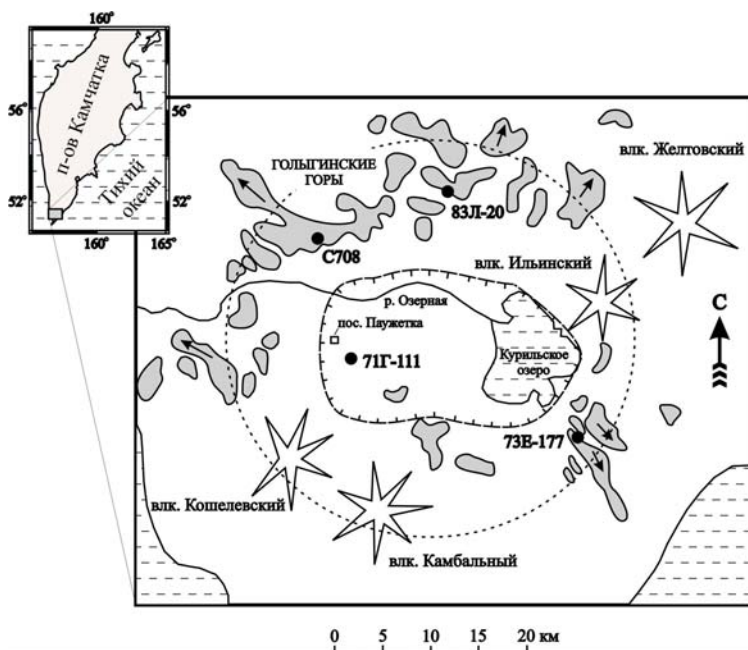 160°
56°
56°
п-ов Камчатка
Тихий
океан
52°
52°
160°
165°
ГОЛЫГИНСКИЕ
ГОРЫ
влк. Желтовский
83Л-20
С708
влк. Ильинский
р. Озерная
пос. Паужетка
Курильское
озеро
71Г-111
С
73Е-177
влк. Кошелевский
влк. Камбальный
0 5 10 15 20 км